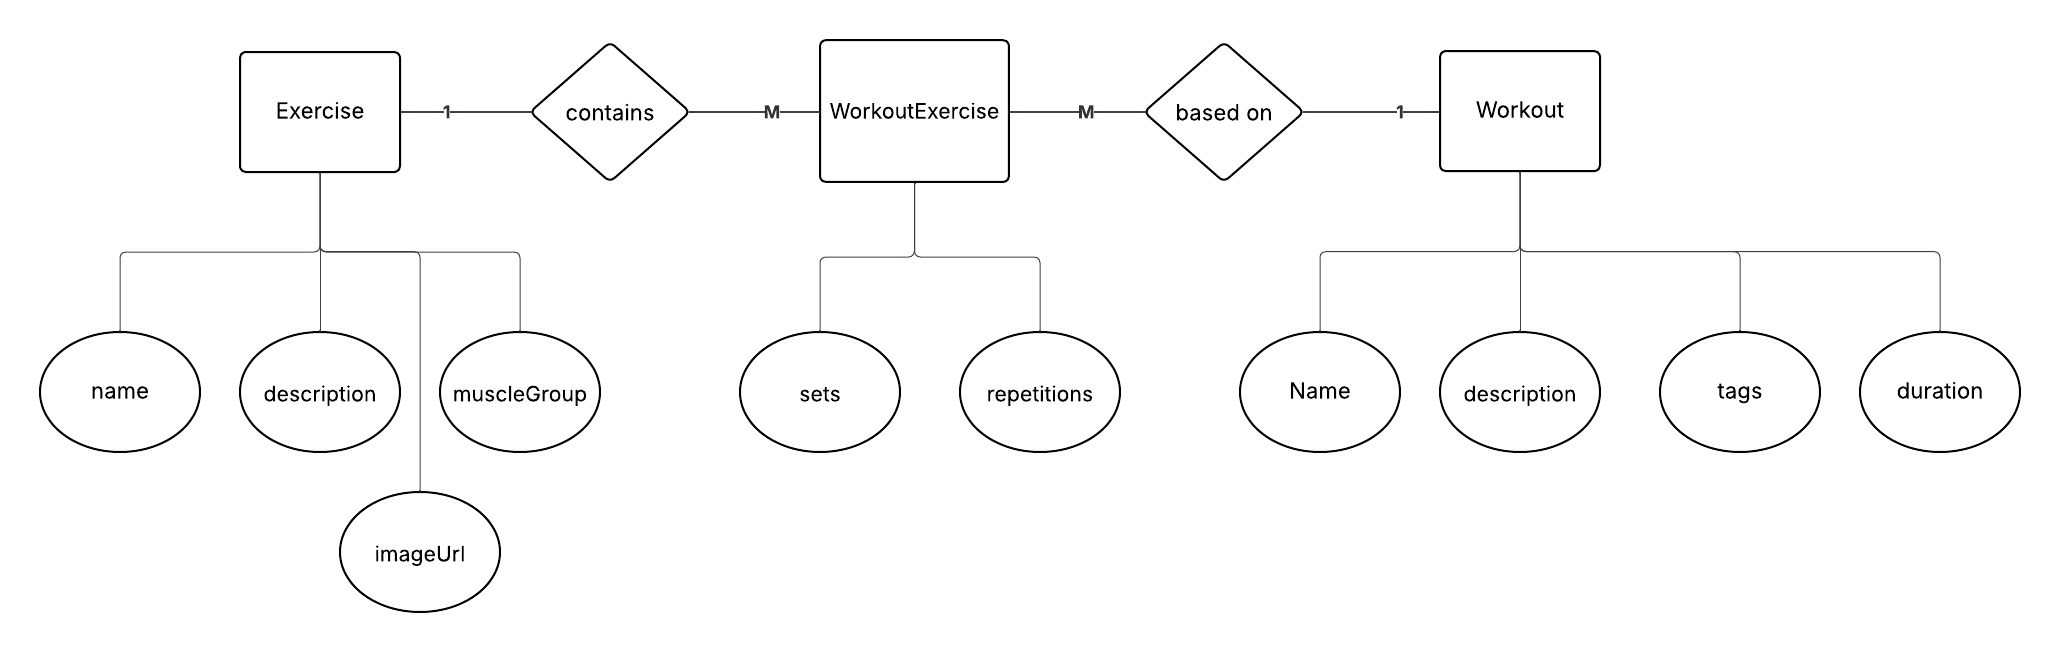 Exercise
1
contains
M
WorkoutExercise
M
based on
1
Workout
name
description
muscleGroup
sets
repetitions
Name
description
tags
duration
imageUrl